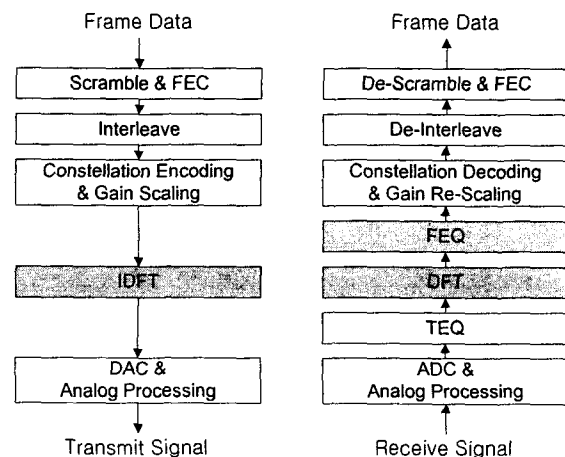 Frame Data
Scramble & FEC
Interleave
Constellation Encoding
& Gain Scaling
IDFT
DAC &
Analog Processing
Transmit Signal
Frame Data
De-Scramble & FEC
De-Interleave
Constellation Decoding
& Gain Re-Scaling
FEQ
DFT
TEQ
ADC &
Analog Processing
Receive Signal